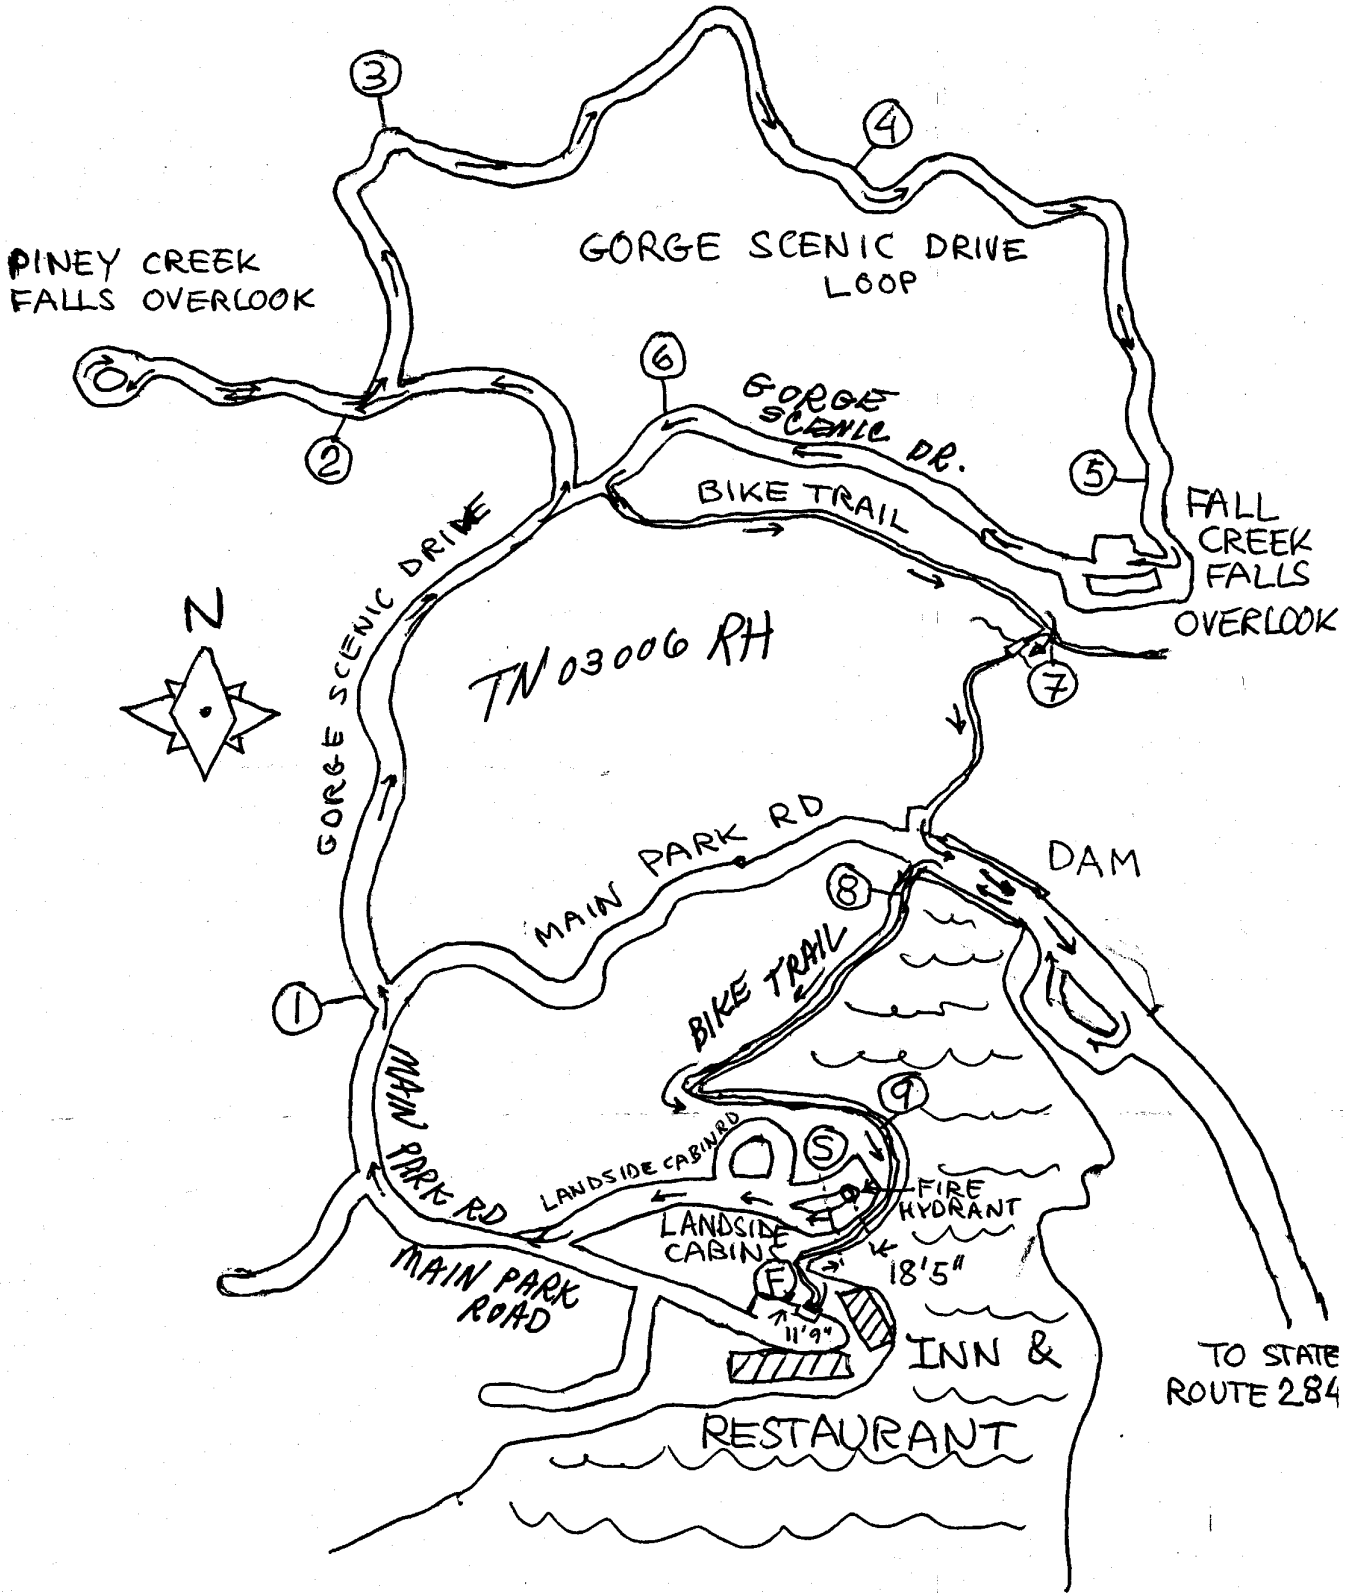 3
4
GORGE SCENIC DRIVE
LOOP
PINEY CREEK
FALLS OVERLOOK
6
GORGE
SCENIC DR.
2
5
BIKE TRAIL
FALL
CREEK
FALLS
OVERLOOK
GORGE SCENIC DRIVE
N
TN 03006 RH
7
MAIN PARK RD
DAM
8
BIKE TRAIL
1
MAIN PARK RD
9
LANDSIDE CABIN RD
S
FIRE
HYDRANT
LANDSIDE
CABINS
18'5"
MAIN PARK
ROAD
F
11'9"
INN &
RESTAURANT
TO STATE
ROUTE 284